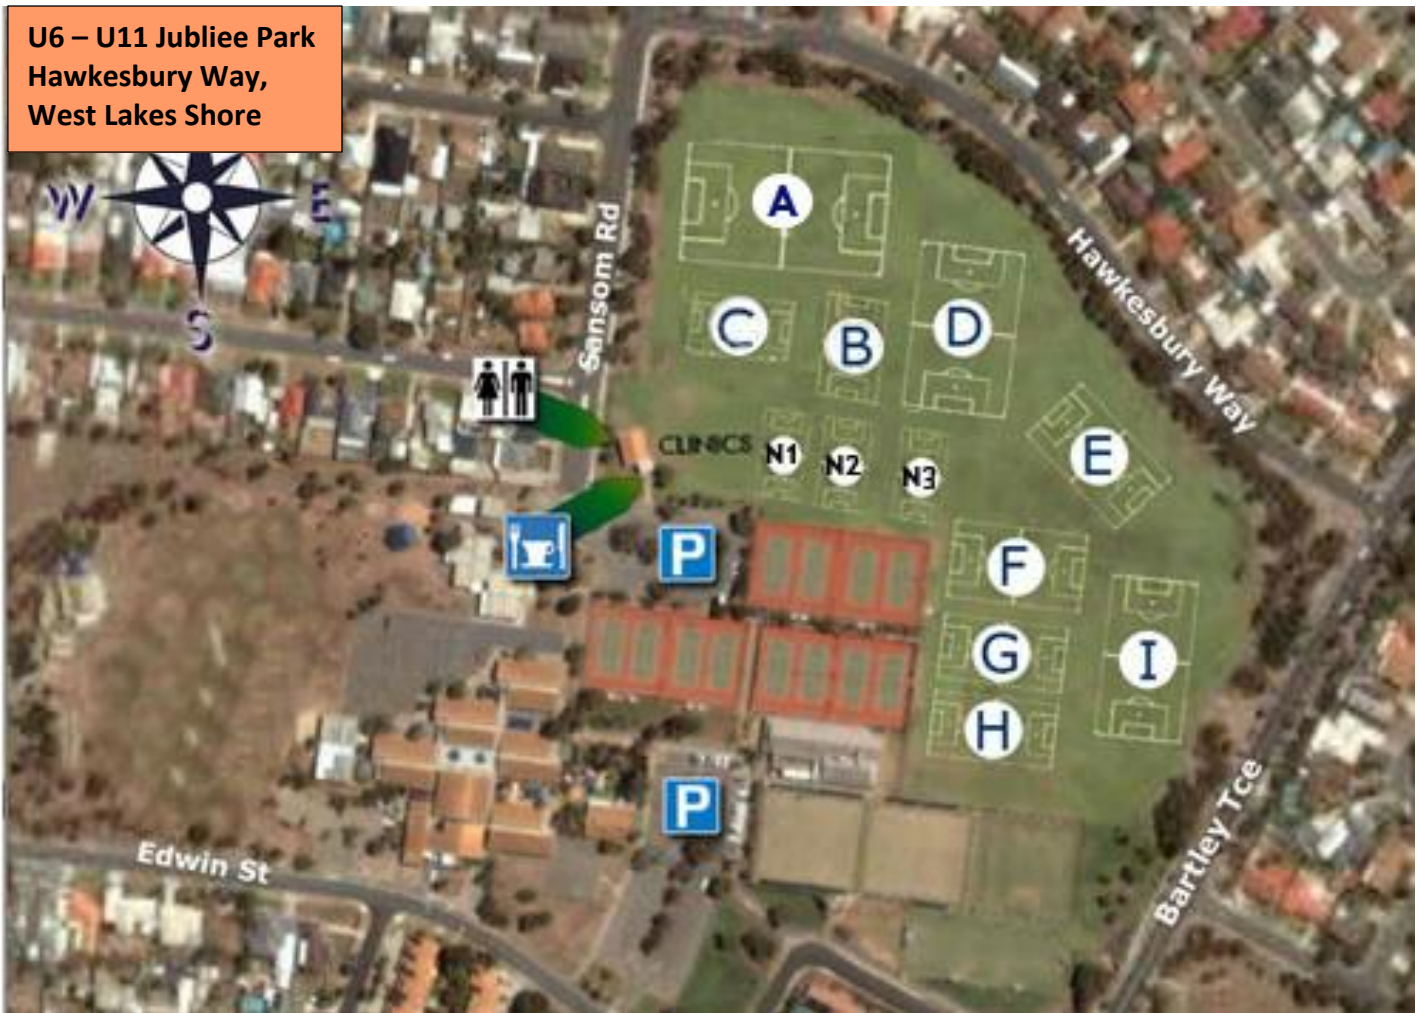 U6 – U11 Jubliee Park
Hawkesbury Way,
West Lakes Shore
W
E
S
Sansom Rd
Hawkesbury Way
A
C
B
D
CLINICS
N1
N2
N3
E
P
F
G
I
H
P
Edwin St
Bartley Tce